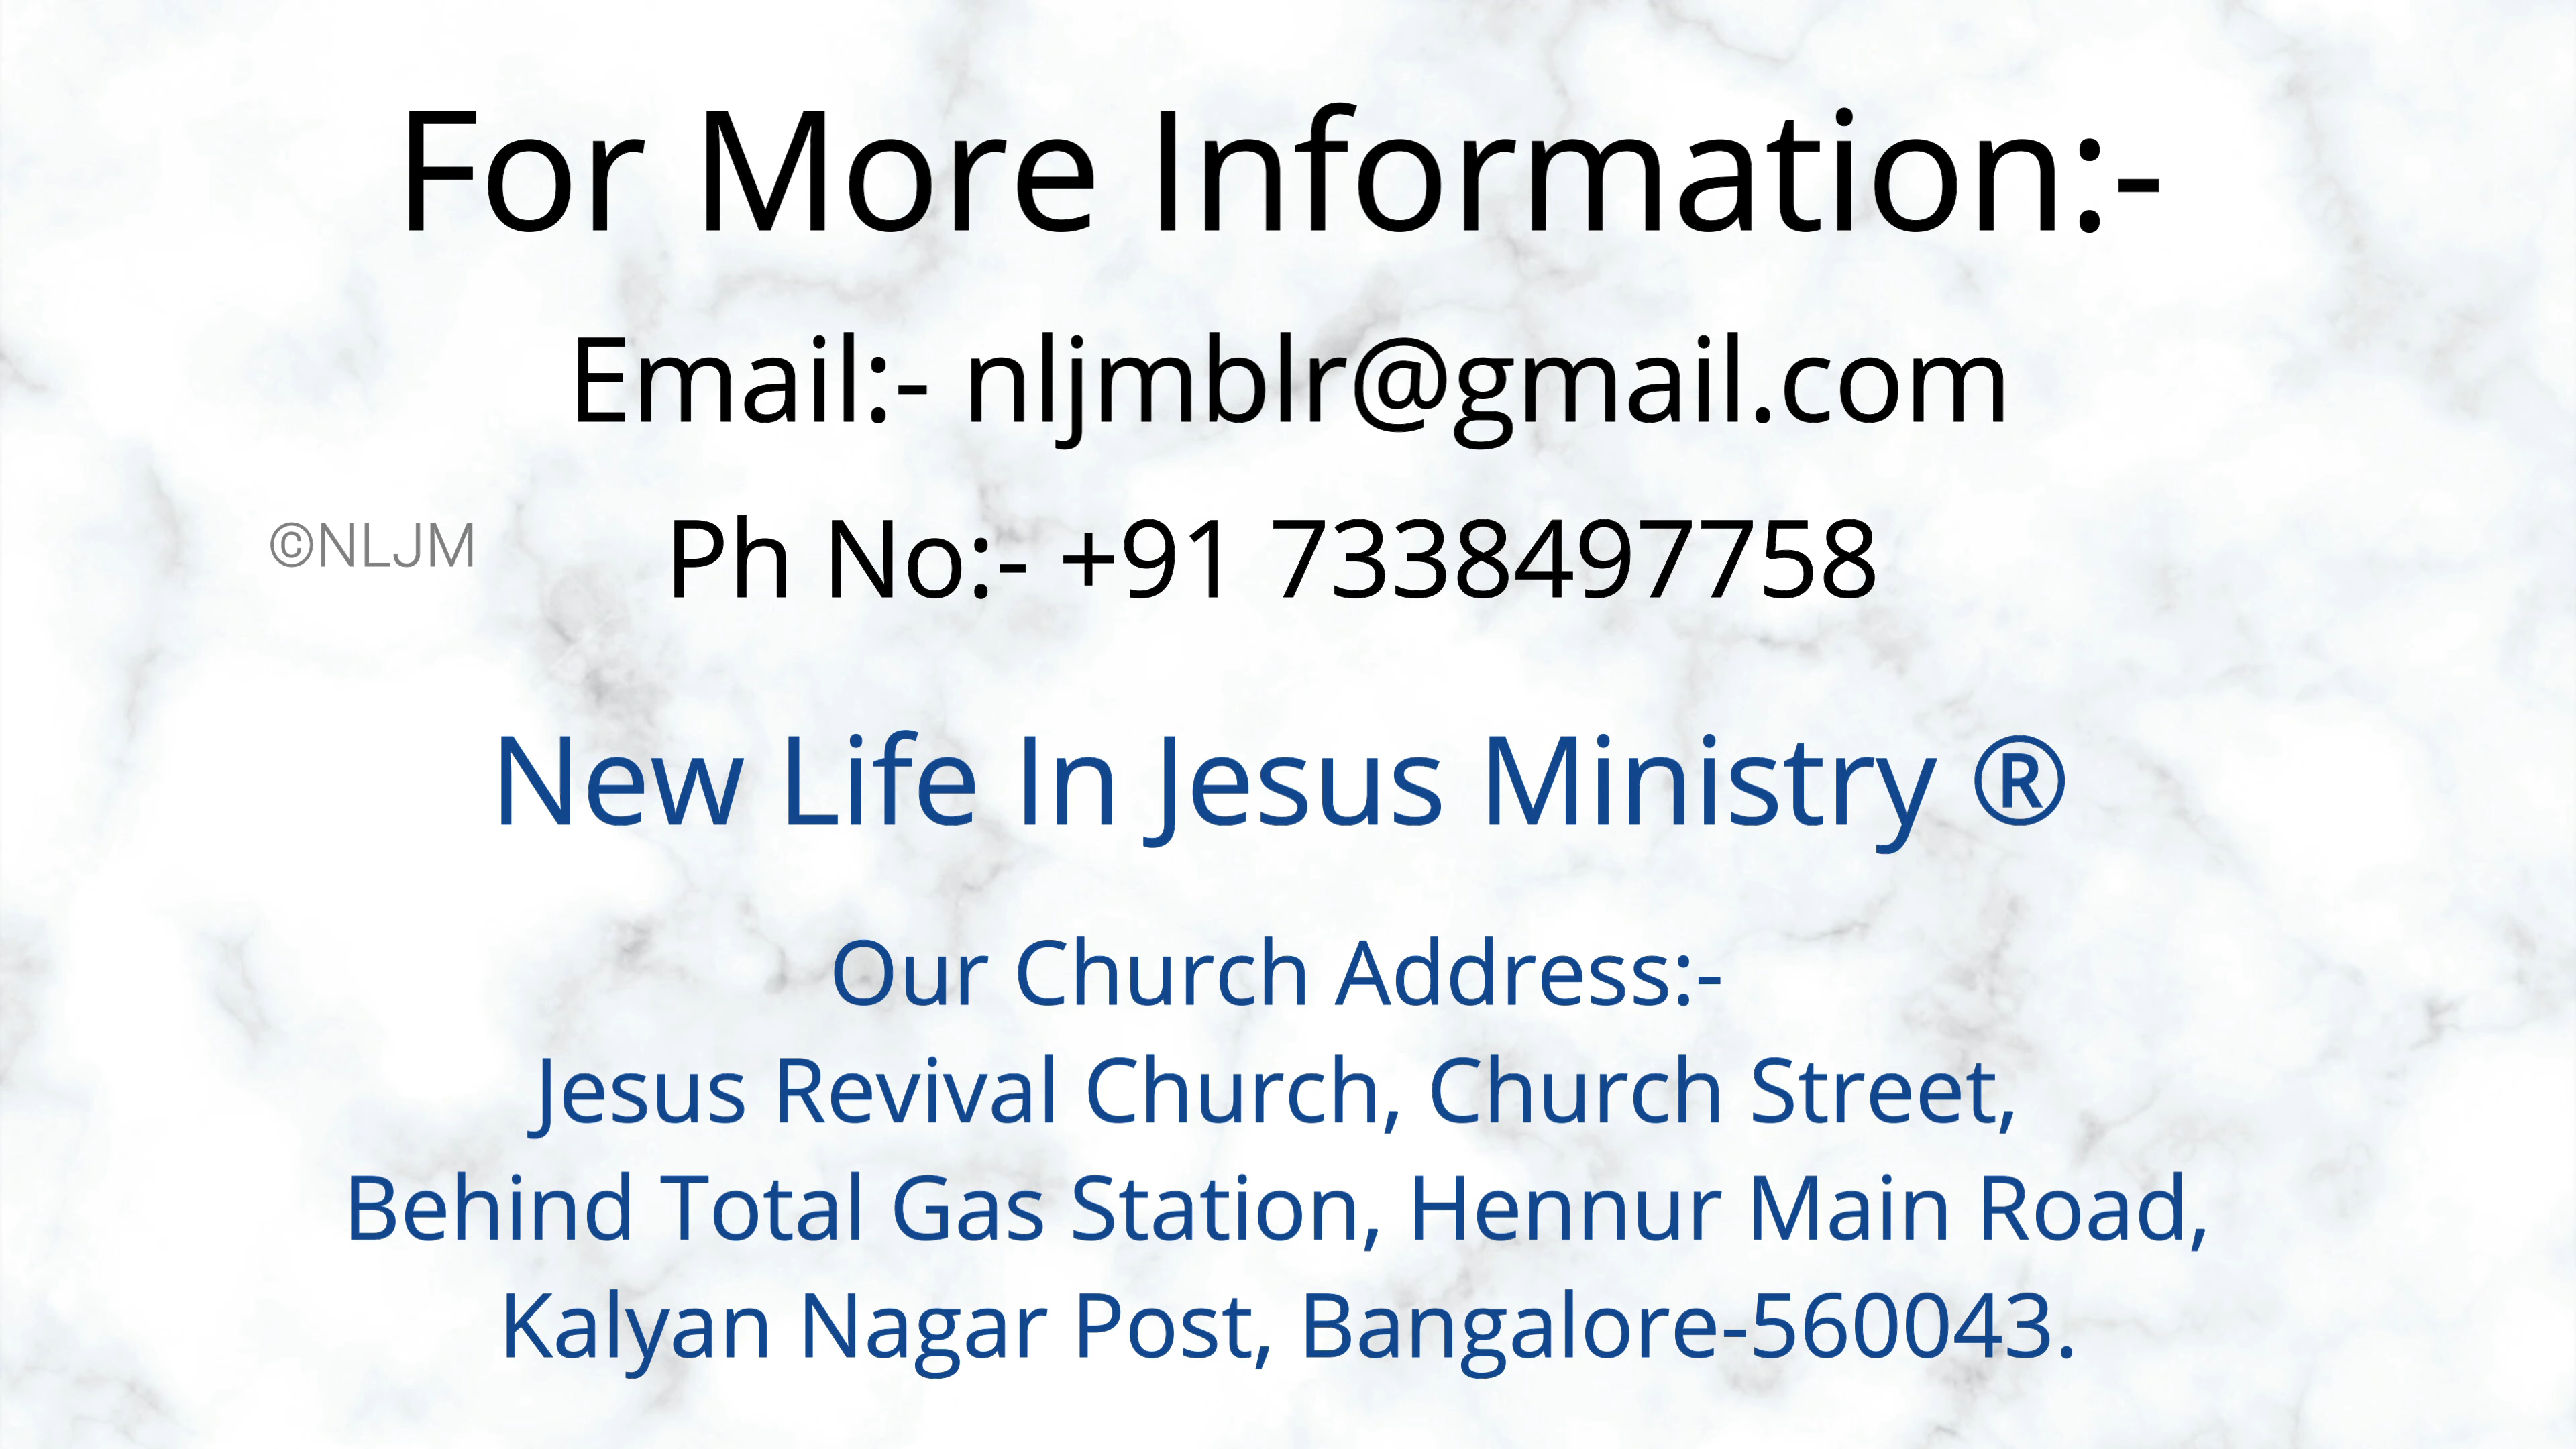 For More Information:-
Email:- nljmblr@gmail.com
©NLJM
Ph No:- +91 7338497758
New Life In Jesus Ministry ®
Our Church Address:-
Jesus Revival Church, Church Street,
Behind Total Gas Station, Hennur Main Road,
Kalyan Nagar Post, Bangalore-560043.